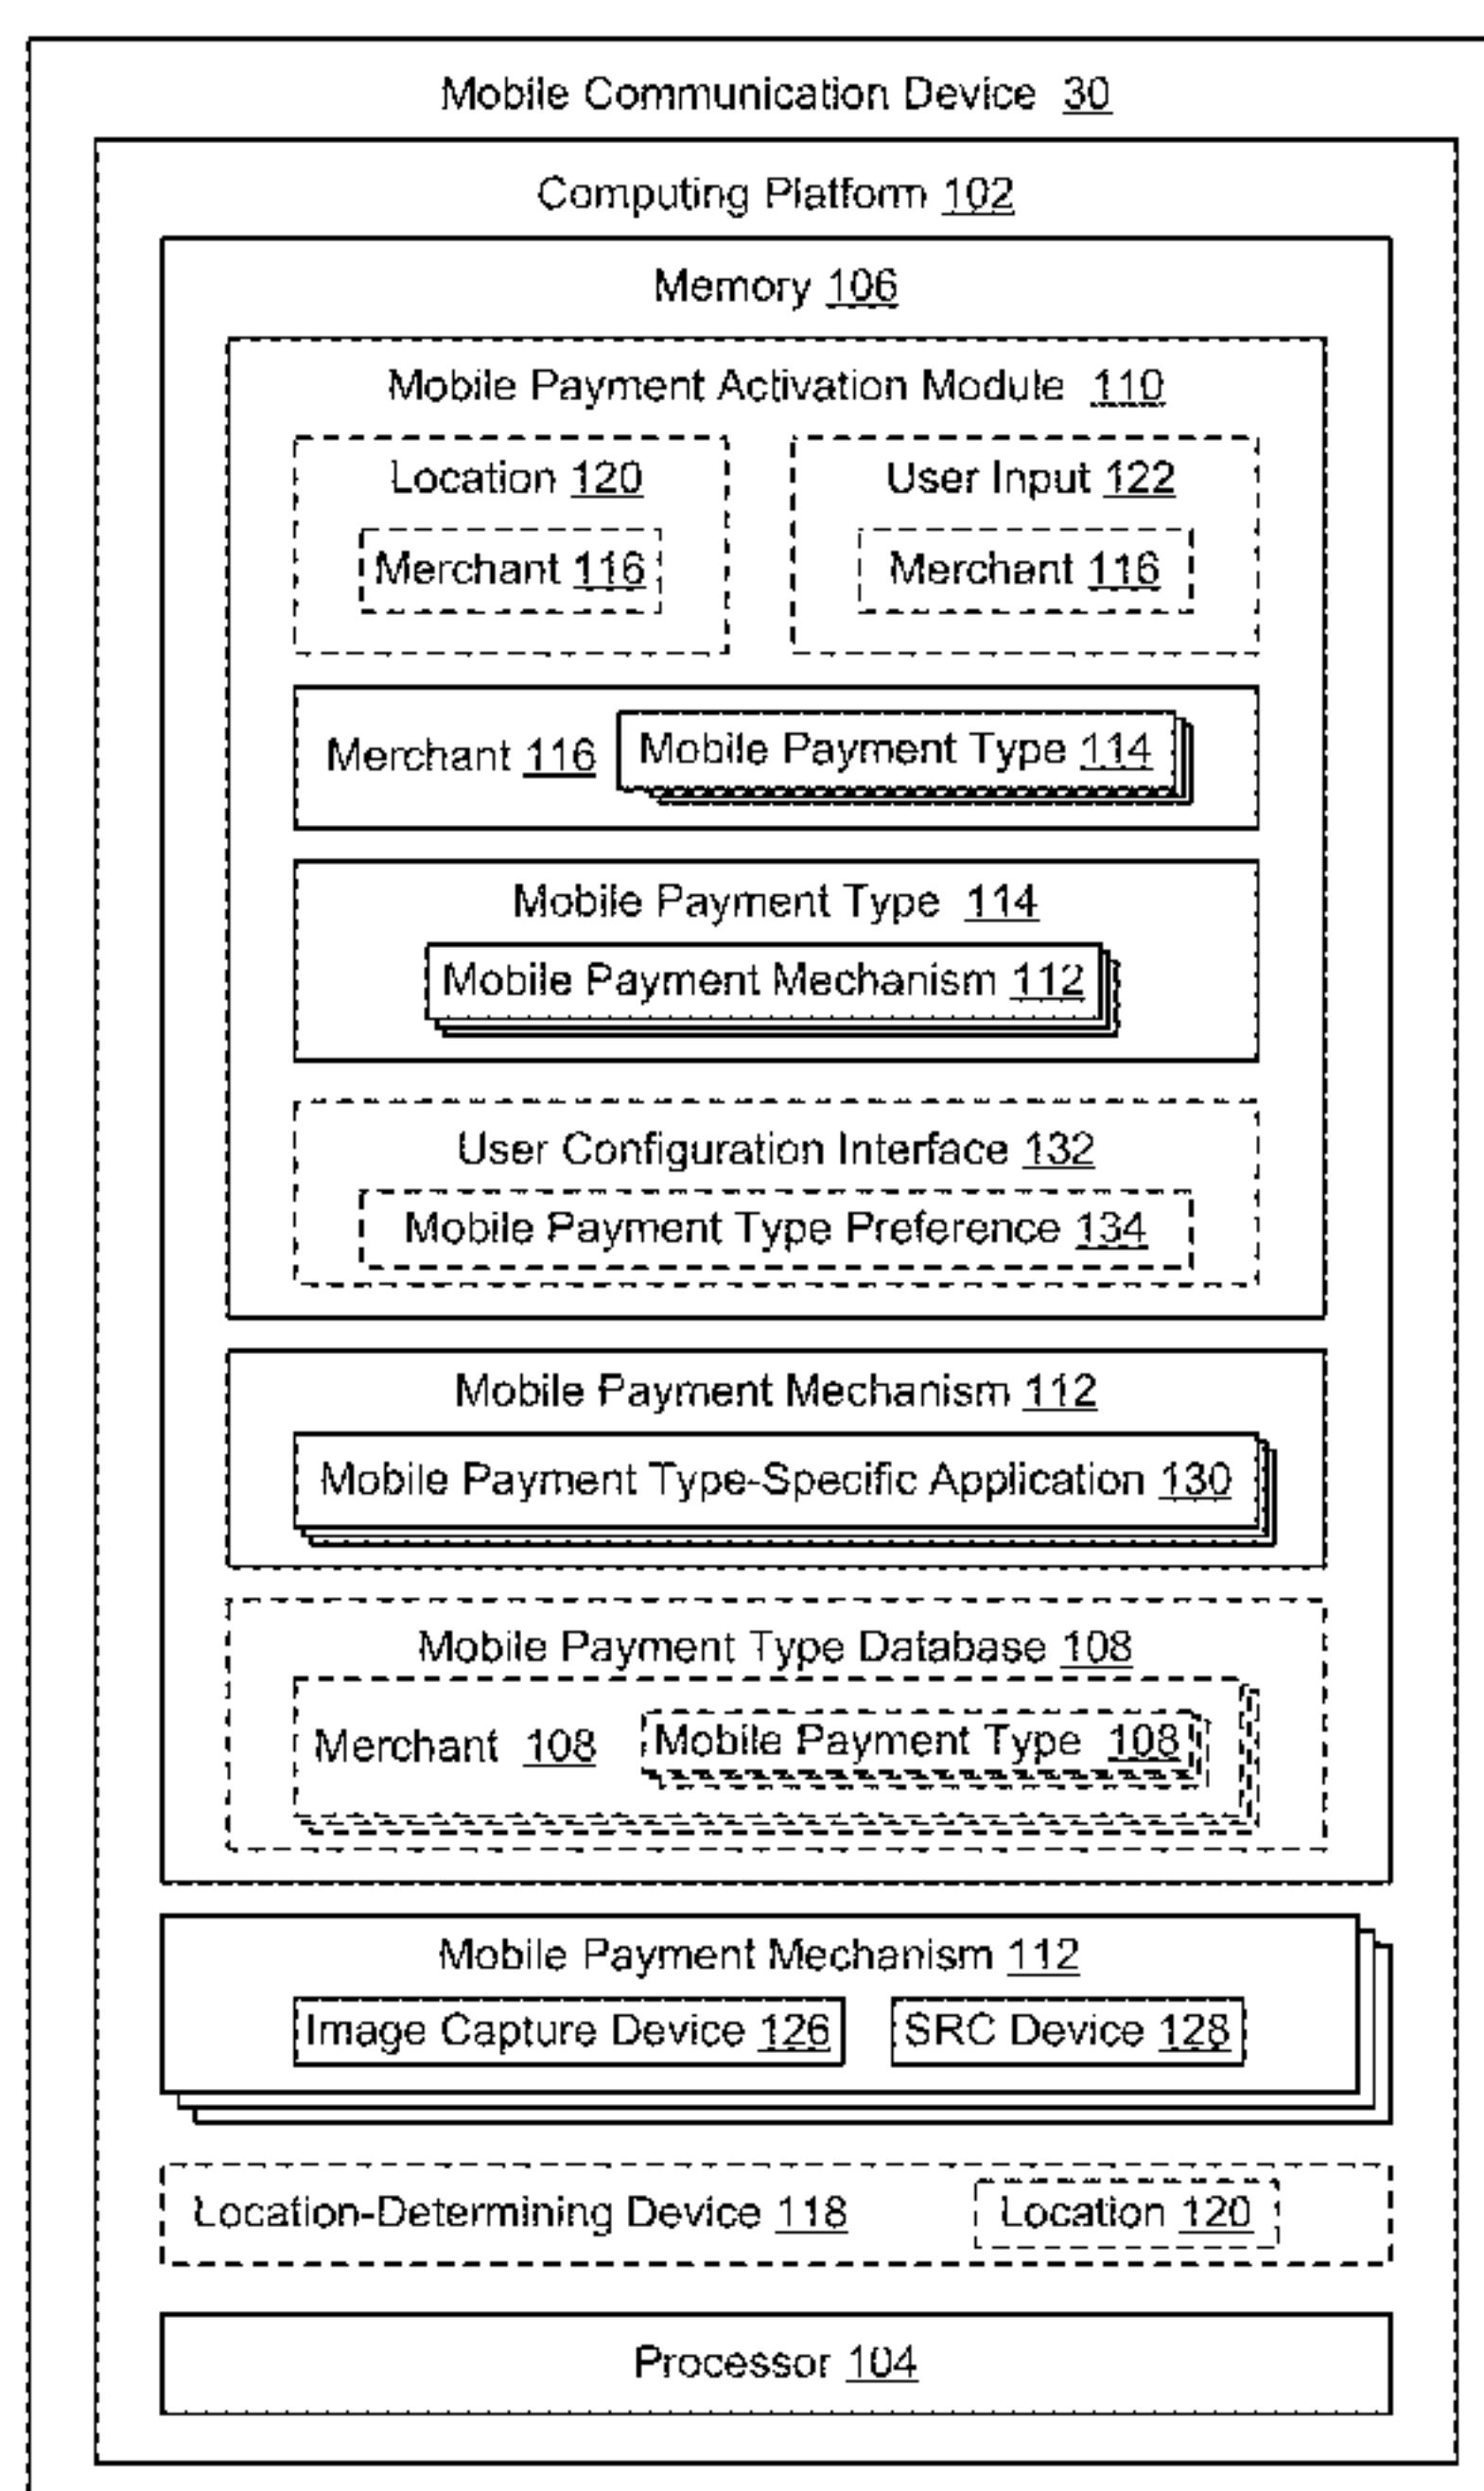 Mobile Communication Device 30
Computing Platform 102
Memory 106
Mobile Payment Activation Module 110
Location 120
Merchant 116
User Input 122
Merchant 116
Merchant 116
Mobile Payment Type 114
Mobile Payment Type 114
Mobile Payment Mechanism 112
User Configuration Interface 132
Mobile Payment Type Preference 134
Mobile Payment Mechanism 112
Mobile Payment Type-Specific Application 130
Mobile Payment Type Database 108
Merchant 108
Mobile Payment Type 108
Mobile Payment Mechanism 112
Image Capture Device 126
SRC Device 128
Location-Determining Device 118
Location 120
Processor 104